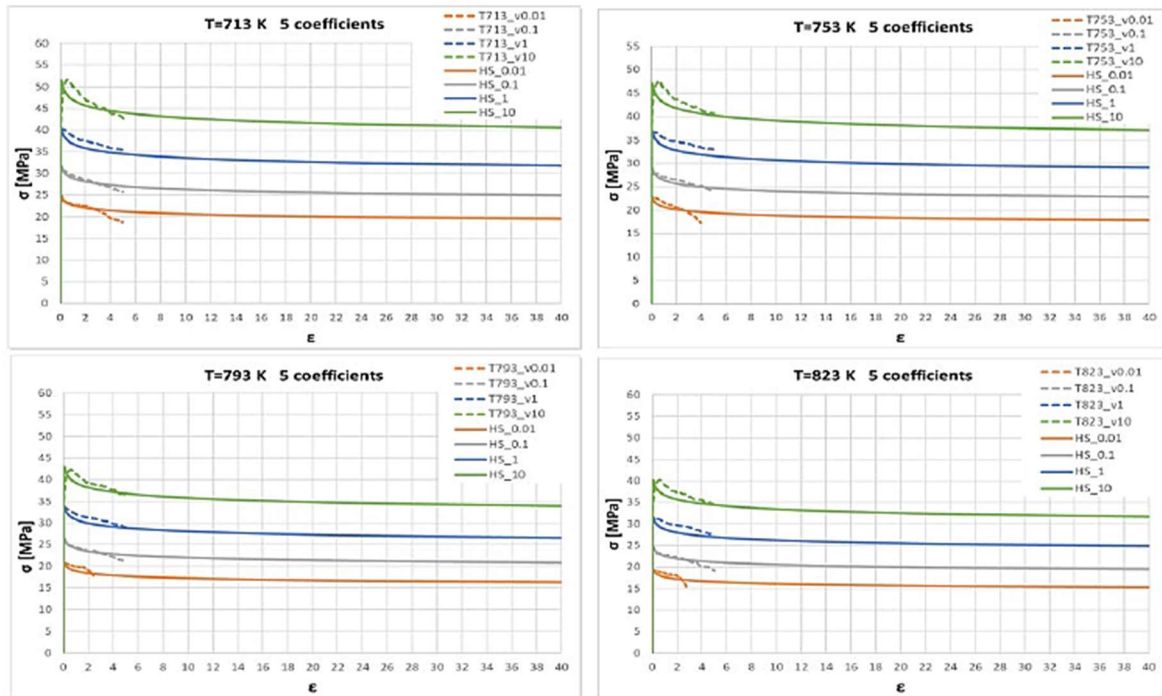 T=713 K 5 coefficients
T713_v0.01
T713_v0.1
T713_v1
T713_v10
HS_0.01
HS_0.1
HS_1
HS_10
60
55
50
45
40
35
30
25
20
15
10
5
0
σ [MPa]
0 2 4 6 8 10 12 14 16 18 20 22 24 26 28 30 32 34 36 38 40
ε
T=753 K 5 coefficients
T753_v0.01
T753_v0.1
T753_v1
T753_v10
HS_0.01
HS_0.1
HS_1
HS_10
55
50
45
40
35
30
25
20
15
10
5
0
σ [MPa]
0 2 4 6 8 10 12 14 16 18 20 22 24 26 28 30 32 34 36 38 40
ε
T=793 K 5 coefficients
T793_v0.01
T793_v0.1
T793_v1
T793_v10
HS_0.01
HS_0.1
HS_1
HS_10
60
55
50
45
40
35
30
25
20
15
10
5
0
σ [MPa]
0 2 4 6 8 10 12 14 16 18 20 22 24 26 28 30 32 34 36 38 40
ε
T=823 K 5 coefficients
T823_v0.01
T823_v0.1
T823_v1
T823_v10
HS_0.01
HS_0.1
HS_1
HS_10
60
55
50
45
40
35
30
25
20
15
10
5
0
σ [MPa]
0 2 4 6 8 10 12 14 16 18 20 22 24 26 28 30 32 34 36 38 40
ε